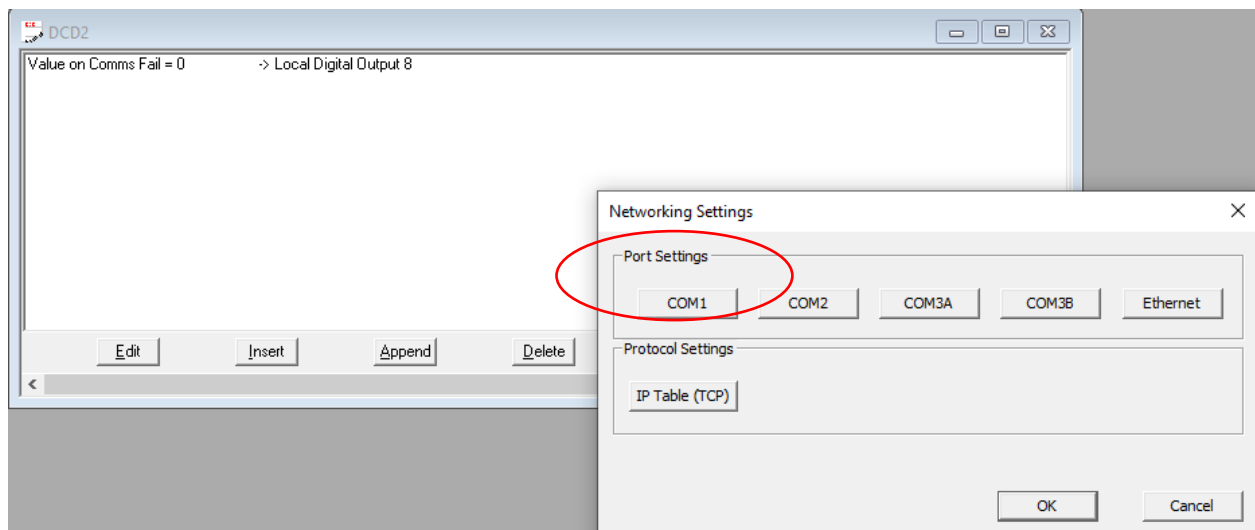 DCD2
Value on Comms Fail = 0 -> Local Digital Output 8
Edit Insert Append Delete
Networking Settings
Port Settings
COM1 COM2 COM3A COM3B Ethernet
Protocol Settings
IP Table (TCP)
OK Cancel